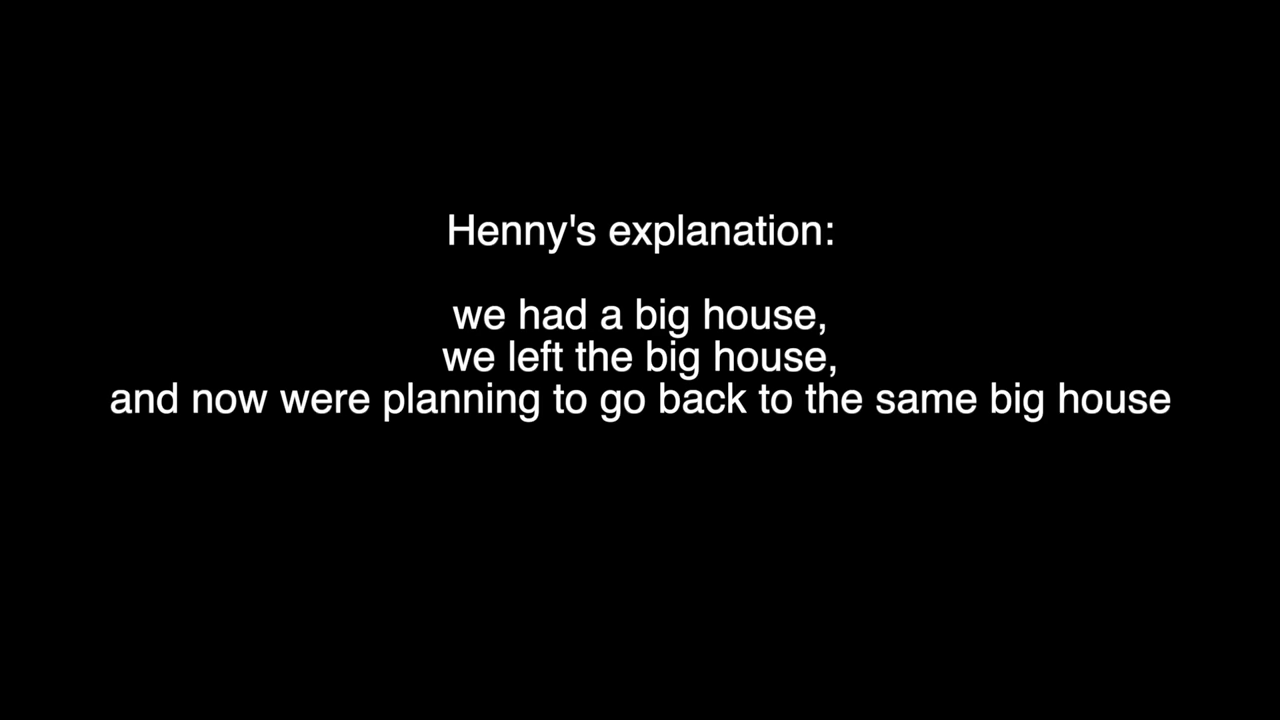 Henny's explanation:
we had a big house,
we left the big house,
and now were planning to go back to the same big house